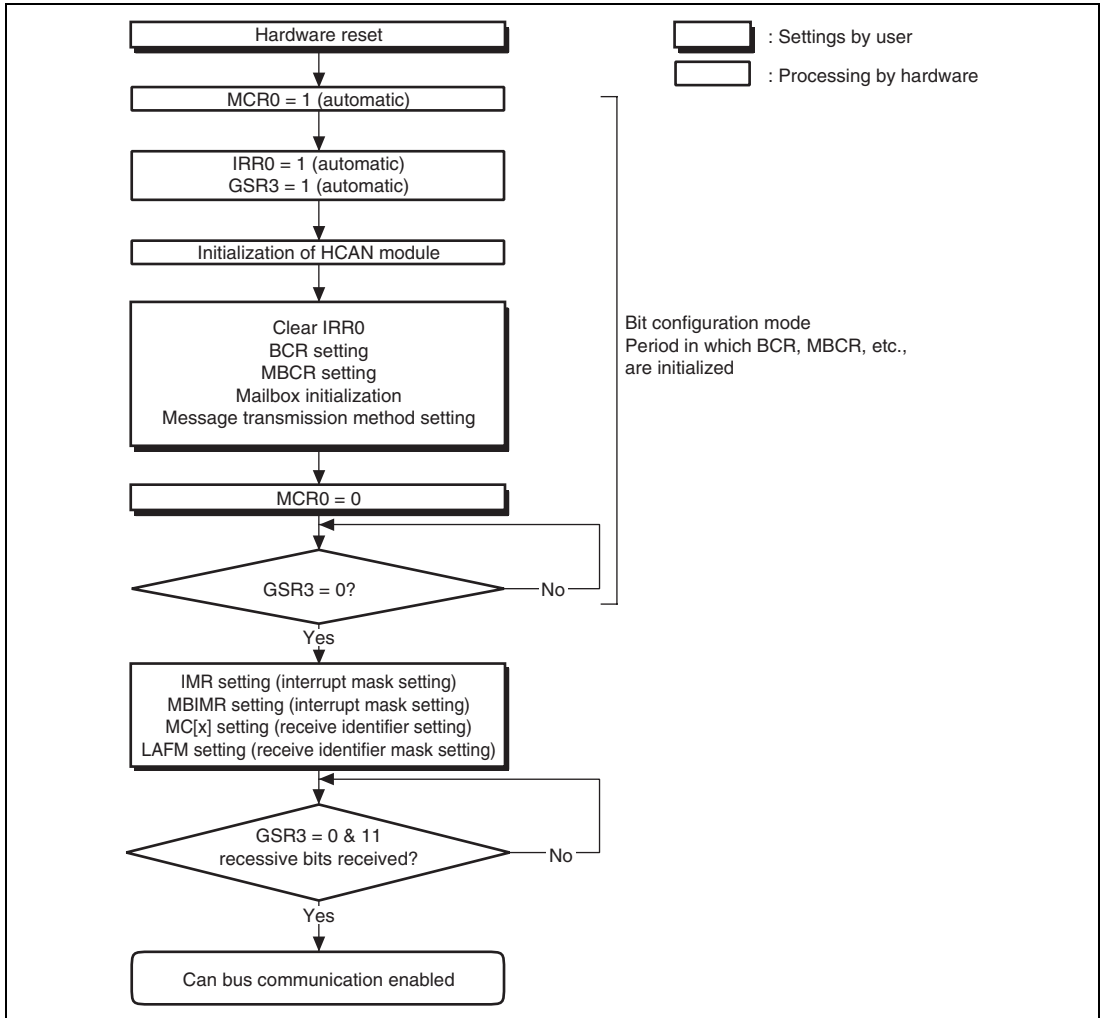 Hardware reset
: Settings by user
: Processing by hardware
MCR0 = 1 (automatic)
IRR0 = 1 (automatic)
GSR3 = 1 (automatic)
Initialization of HCAN module
Clear IRR0
BCR setting
MBCR setting
Mailbox initialization
Message transmission method setting
Bit configuration mode
Period in which BCR, MBCR, etc.,
are initialized
MCR0 = 0
GSR3 = 0?
No
Yes
IMR setting (interrupt mask setting)
MBIMR setting (interrupt mask setting)
MC[x] setting (receive identifier setting)
LAFM setting (receive identifier mask setting)
GSR3 = 0 & 11
recessive bits received?
No
Yes
Can bus communication enabled